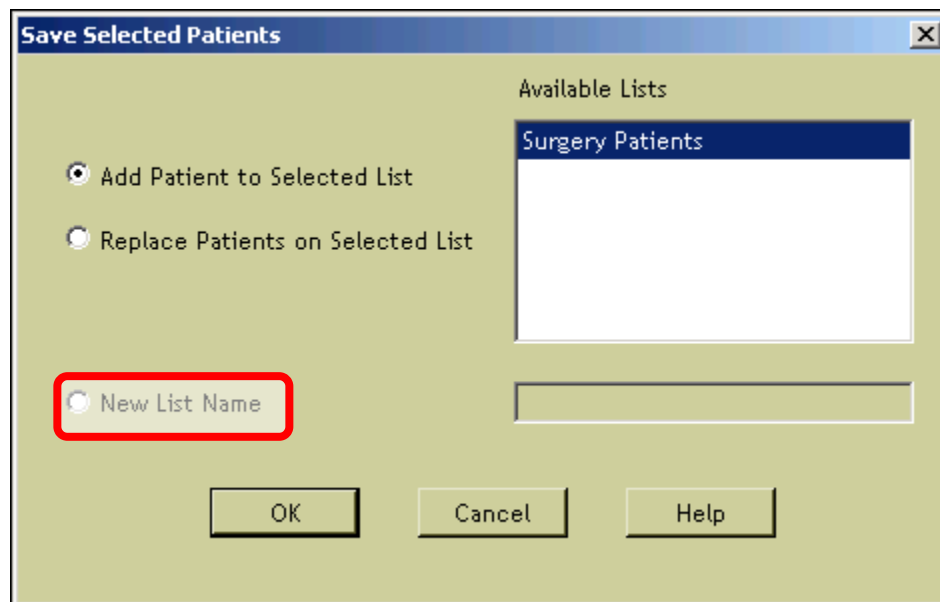 Save Selected Patients
Available Lists
Surgery Patients
Add Patient to Selected List
Replace Patients on Selected List
New List Name
OK
Cancel
Help